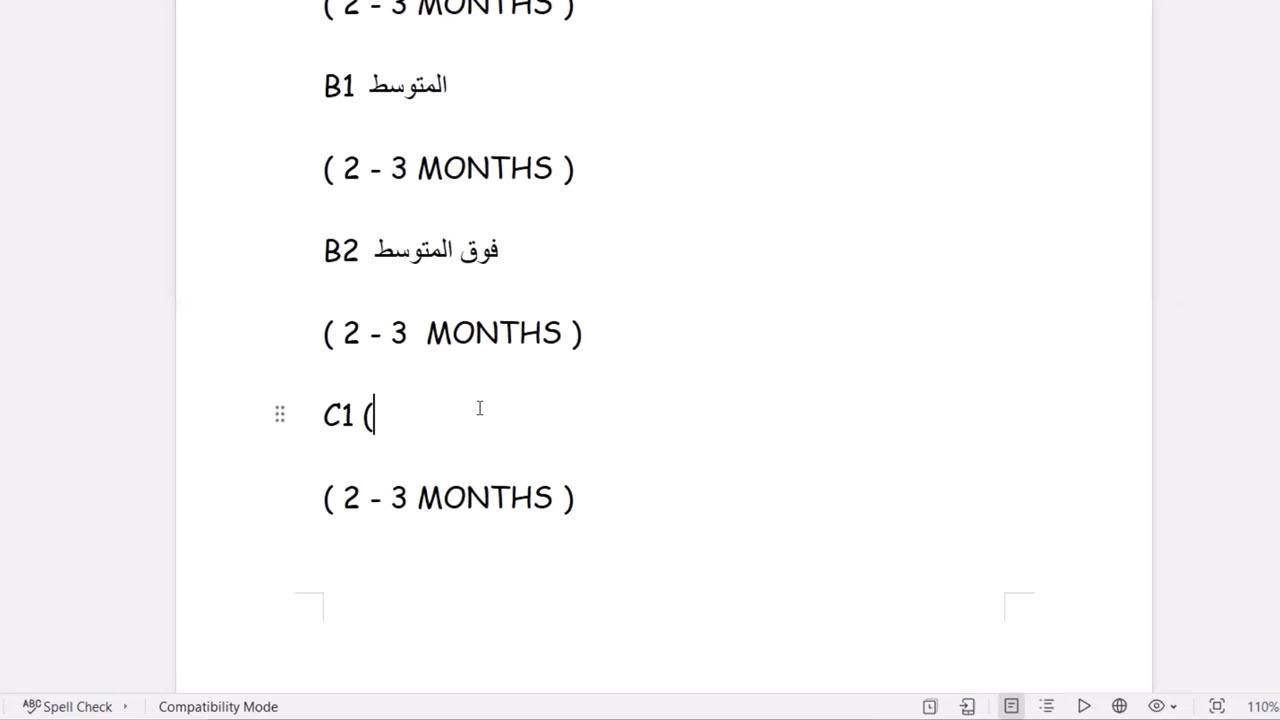 ( 2 - 3 MONTHS )
B1 المتوسط
( 2 - 3 MONTHS )
B2 فوق المتوسط
( 2 - 3  MONTHS )
C1 (
( 2 - 3 MONTHS )
ABC Spell Check
Compatibility Mode
110%